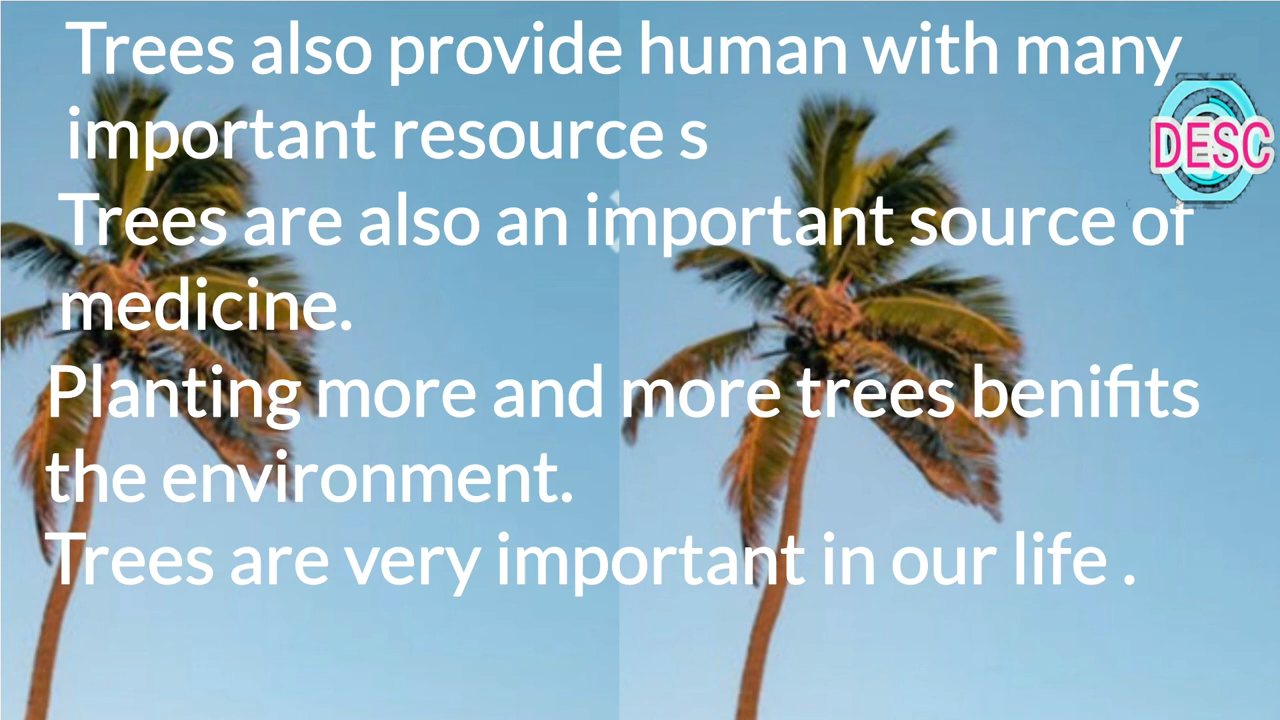 Trees also provide human with many
important resource s
DESC
Trees are also an important source of
medicine.
Planting more and more trees benifits
the environment.
Trees are very important in our life .